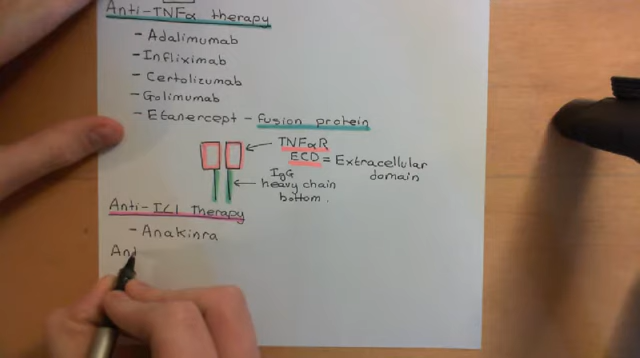 Anti-TNFα therapy
- Adalimumab
- Infliximab
- Certolizumab
- Golimumab
- Etanercept - fusion protein
TNFαR
ECD = Extracellular domain
IgG
heavy chain
bottom.
Anti-IL1 Therapy
- Anakinra
Ant